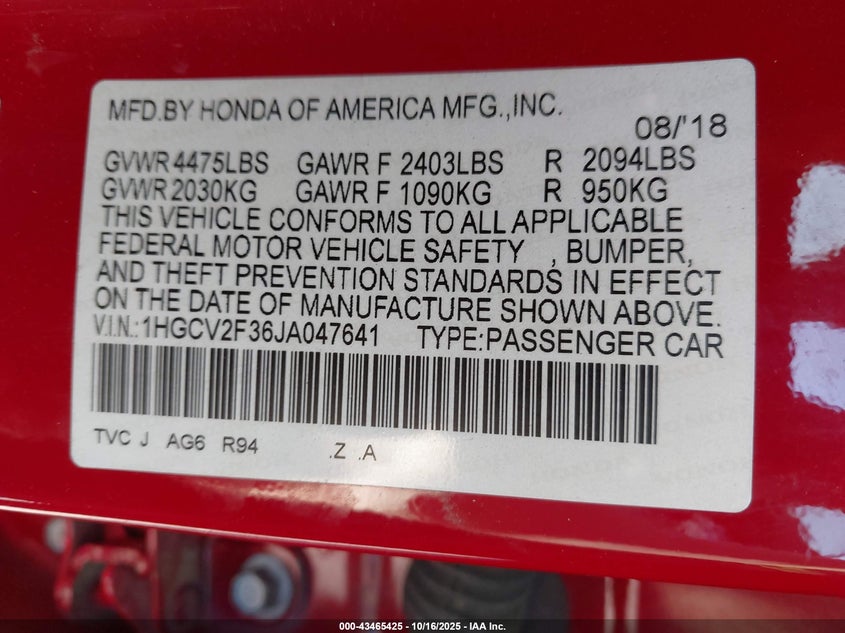 MFD.BY HONDA OF AMERICA MFG.,INC.
08/'18
GVWR 4475LBS GAWR F 2403LBS R 2094LBS
GVWR 2030KG GAWR F 1090KG R 950KG
THIS VEHICLE CONFORMS TO ALL APPLICABLE
FEDERAL MOTOR VEHICLE SAFETY , BUMPER,
AND THEFT PREVENTION STANDARDS IN EFFECT
ON THE DATE OF MANUFACTURE SHOWN ABOVE.
V.I.N.:1HGCV2F36JA047641 TYPE:PASSENGER CAR
TVC J AG6 R94 .Z .A
000-43465425 | 10/16/2025 - IAA Inc.